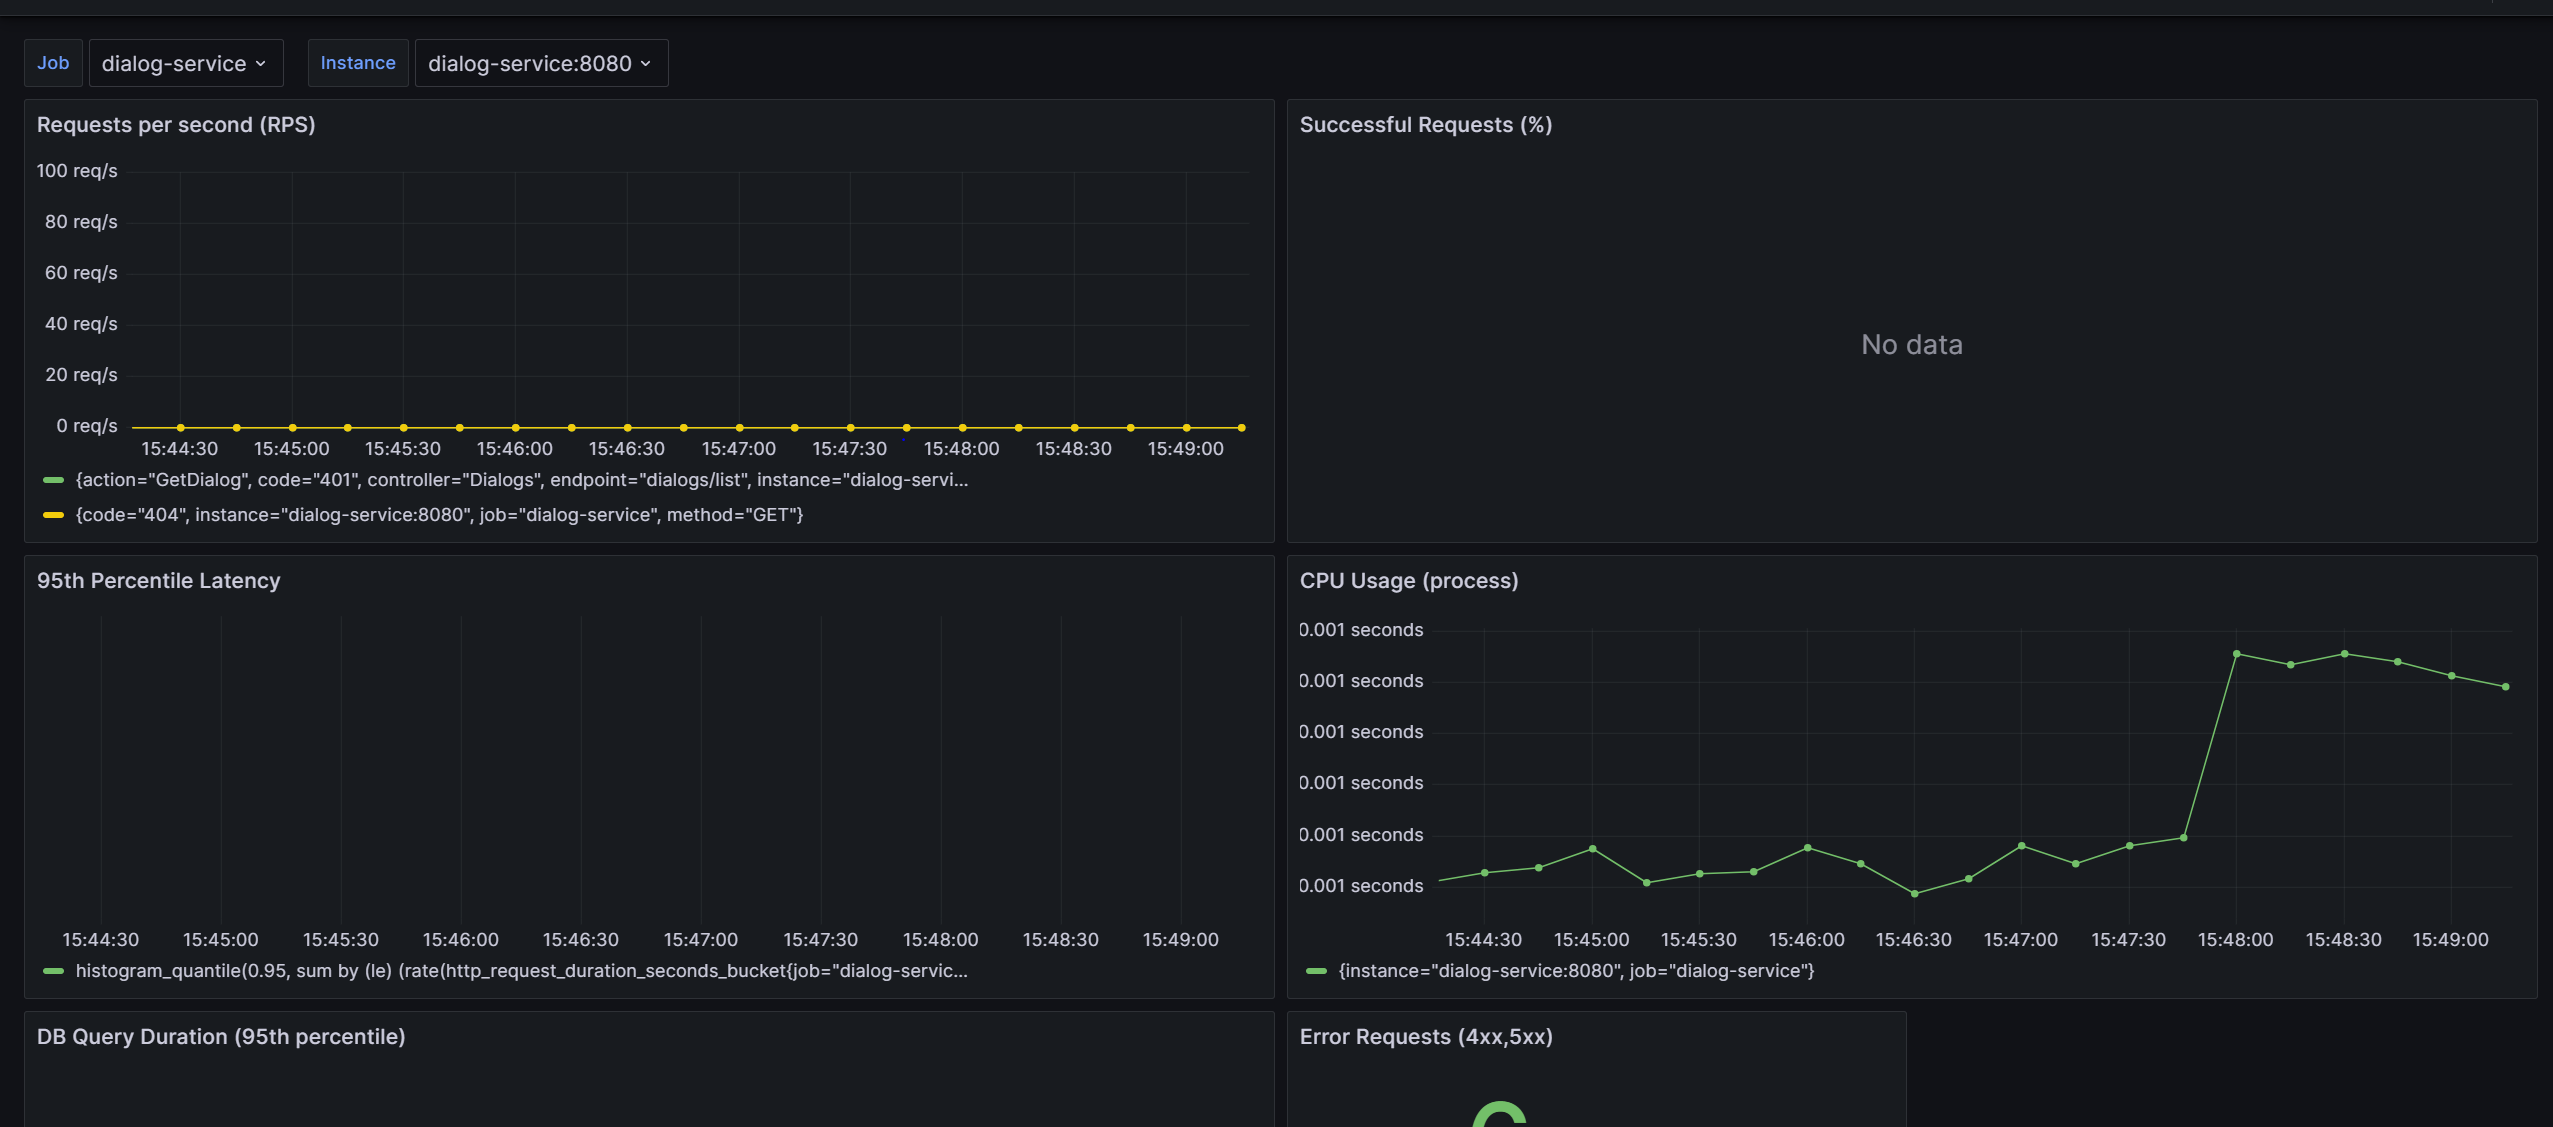 Job dialog-service Instance dialog-service:8080
Requests per second (RPS)
100 req/s
80 req/s
60 req/s
40 req/s
20 req/s
0 req/s
15:44:30 15:45:00 15:45:30 15:46:00 15:46:30 15:47:00 15:47:30 15:48:00 15:48:30 15:49:00
{action="GetDialog", code="401", controller="Dialogs", endpoint="dialogs/list", instance="dialog-servi...
{code="404", instance="dialog-service:8080", job="dialog-service", method="GET"}
Successful Requests (%)
No data
95th Percentile Latency
15:44:30 15:45:00 15:45:30 15:46:00 15:46:30 15:47:00 15:47:30 15:48:00 15:48:30 15:49:00
histogram_quantile(0.95, sum by (le) (rate(http_request_duration_seconds_bucket{job="dialog-servic...
CPU Usage (process)
0.001 seconds
0.001 seconds
0.001 seconds
0.001 seconds
0.001 seconds
0.001 seconds
15:44:30 15:45:00 15:45:30 15:46:00 15:46:30 15:47:00 15:47:30 15:48:00 15:48:30 15:49:00
{instance="dialog-service:8080", job="dialog-service"}
DB Query Duration (95th percentile)
Error Requests (4xx,5xx)